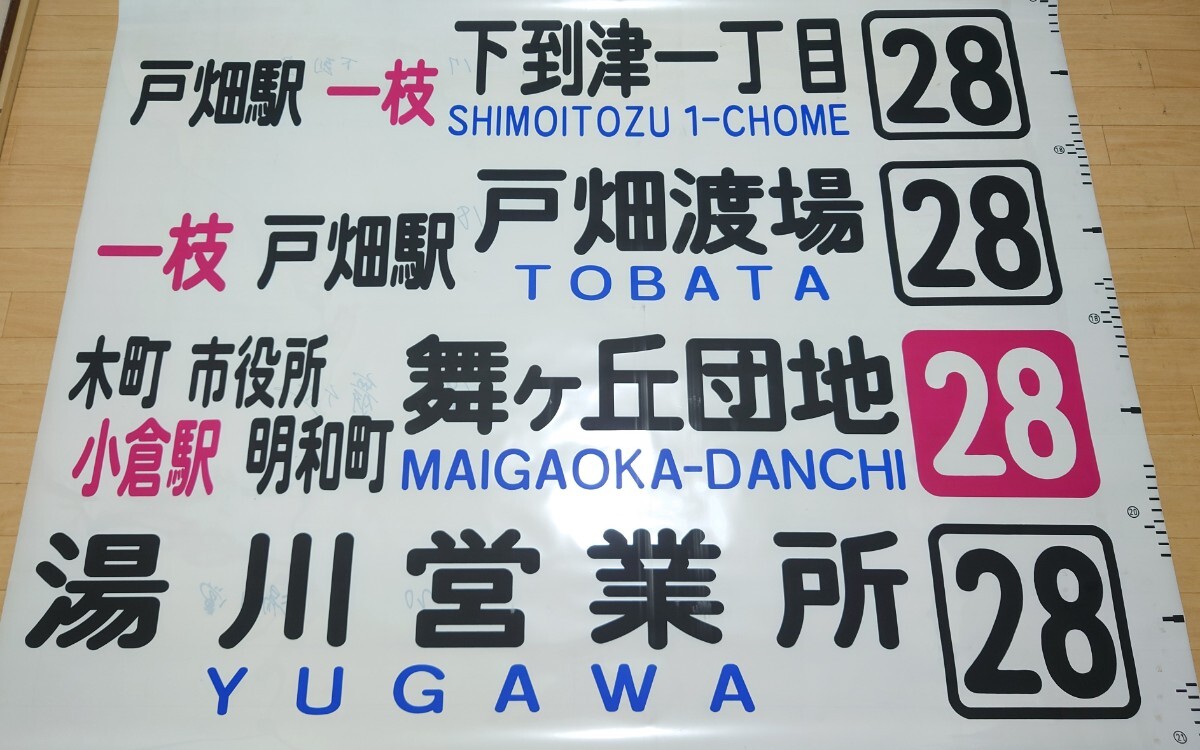 戸畑駅 一枝 下到津一丁目 28
SHIMOITOZU 1-CHOME
一枝 戸畑駅 戸畑渡場 28
TOBATA
木町 市役所 舞ヶ丘団地 28
小倉駅 明和町 MAIGAOKA-DANCHI
湯川営業所 28
YUGAWA